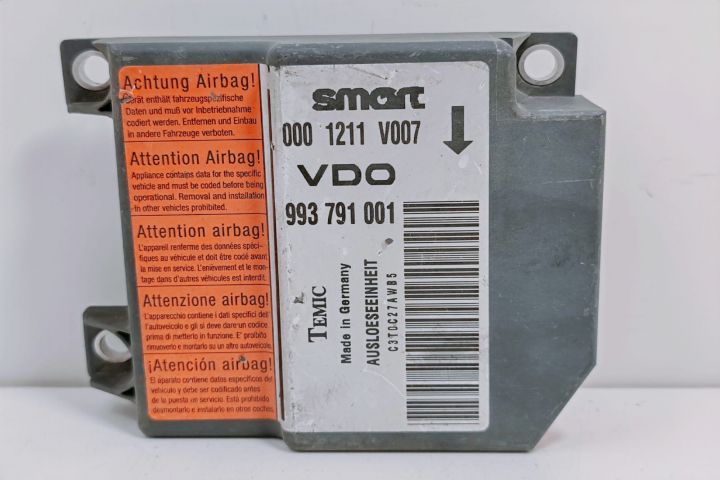 Achtung Airbag!
Gerät enthält fahrzeugspezifische
Daten und muß vor Inbetriebnahme
codiert werden. Entfernen und Einbau
in andere Fahrzeuge verboten.
Attention Airbag!
Appliance contains data for the specific
vehicle and must be coded before being
operational. Removal and installation
in other vehicles prohibited.
Attention airbag!
L'appareil renferme des données spéci-
fiques au véhicule et doit être codé avant
la mise en service. L'enlèvement et le mon-
tage dans d'autres véhicules est interdit.
Attenzione airbag!
L'apparecchio contiene i dati specifici del
l'autoveicolo e gli si deve dare un codice
prima di metterlo in funzione. E' proibito
rimuoverlo e montarlo su un altro autoveicolo.
¡Atención airbag!
El aparato contiene datos específicos del
vehículo y debe ser codificado antes
de la puesta en servicio. Está prohibido
desmontarlo e instalarlo en otros coches.
smart
000 1211 V007
VDO
993 791 001
TEMIC
Made in Germany
AUSLOESEEINHEIT
C3T0C27AWB5